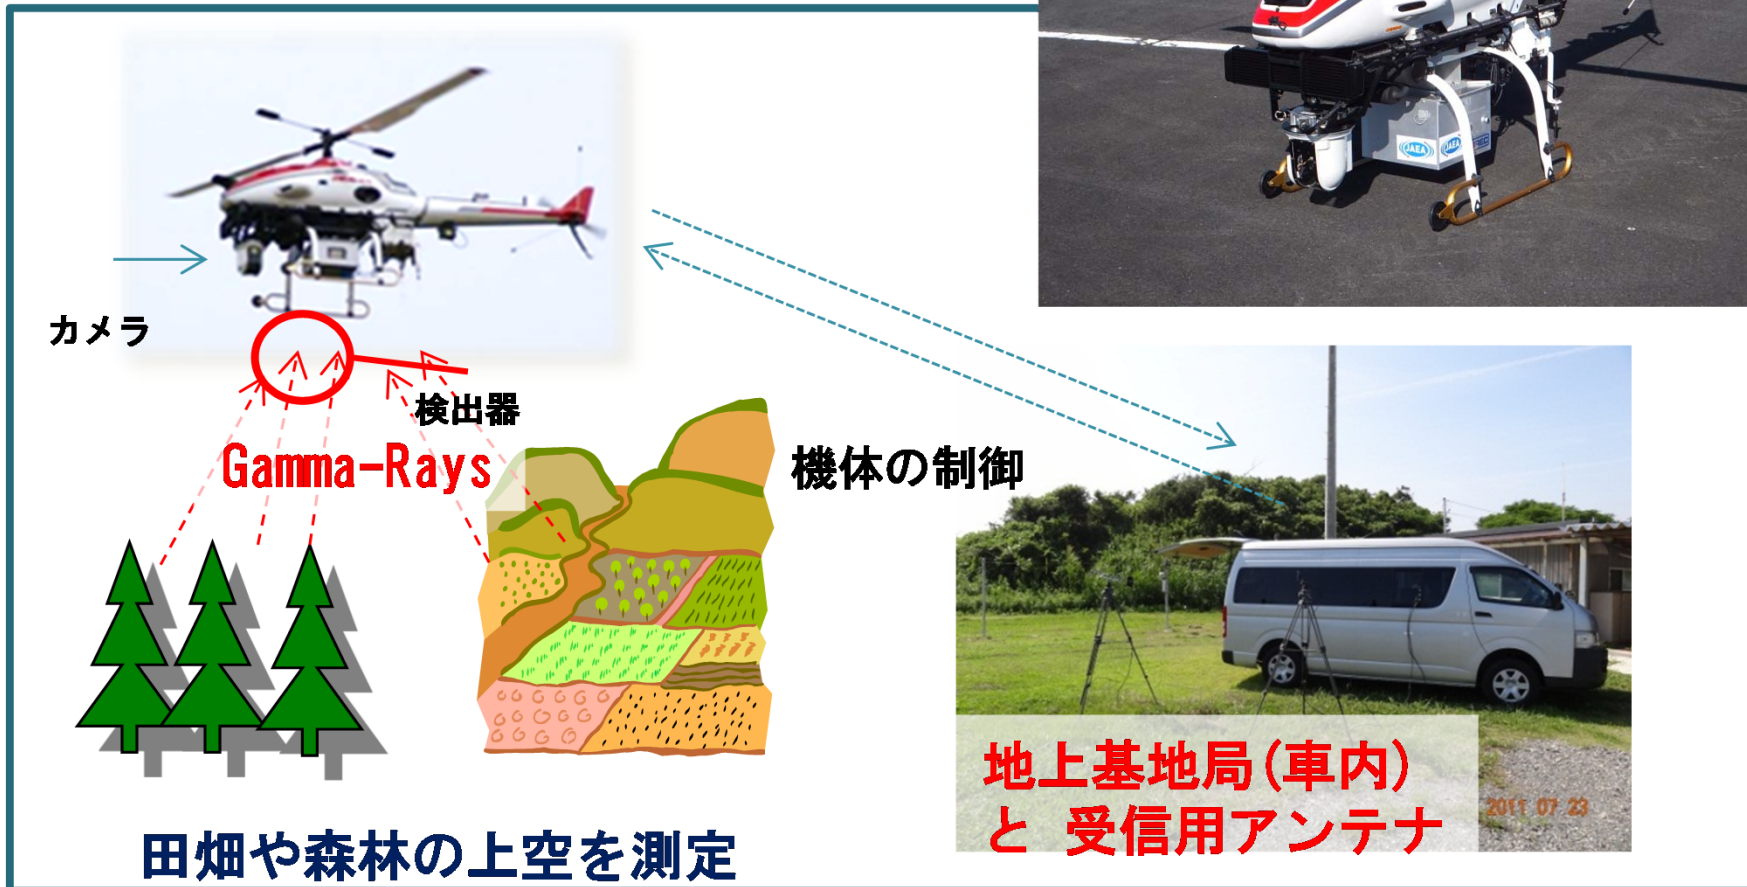 JAEA
JAEA
カメラ
検出器
Gamma-Rays
機体の制御
地上基地局(車内)
と 受信用アンテナ
2011 07 23
田畑や森林の上空を測定